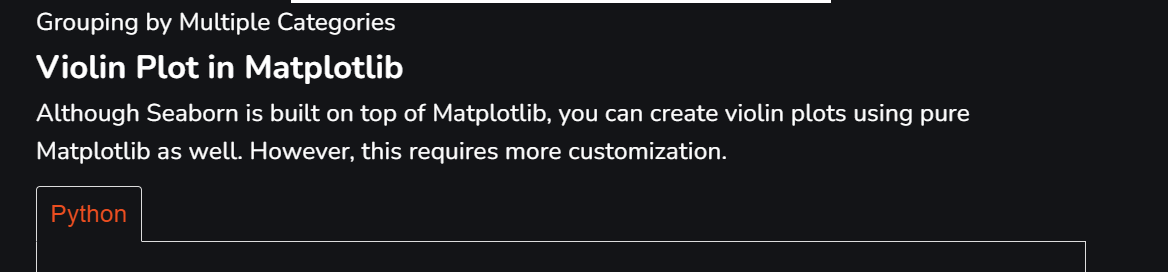 Grouping by Multiple Categories
Violin Plot in Matplotlib
Although Seaborn is built on top of Matplotlib, you can create violin plots using pure
Matplotlib as well. However, this requires more customization.
Python